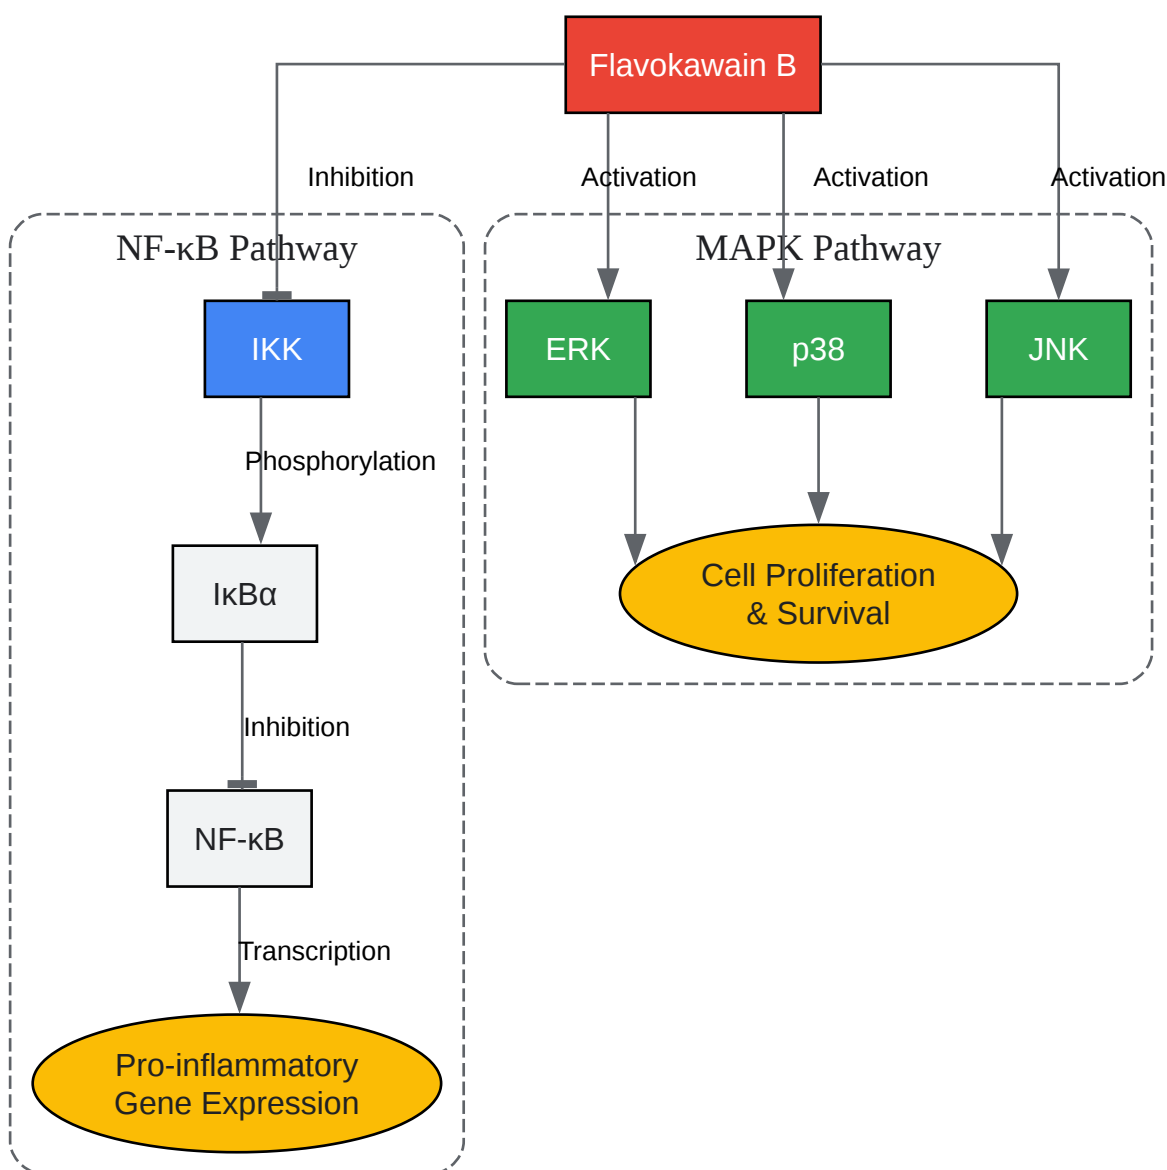 Flavokawain B
Inhibition
Activation
Activation
Activation
NF-κB Pathway
MAPK Pathway
IKK
ERK
p38
JNK
Phosphorylation
IκBα
Cell Proliferation
& Survival
Inhibition
NF-κB
Transcription
Pro-inflammatory
Gene Expression